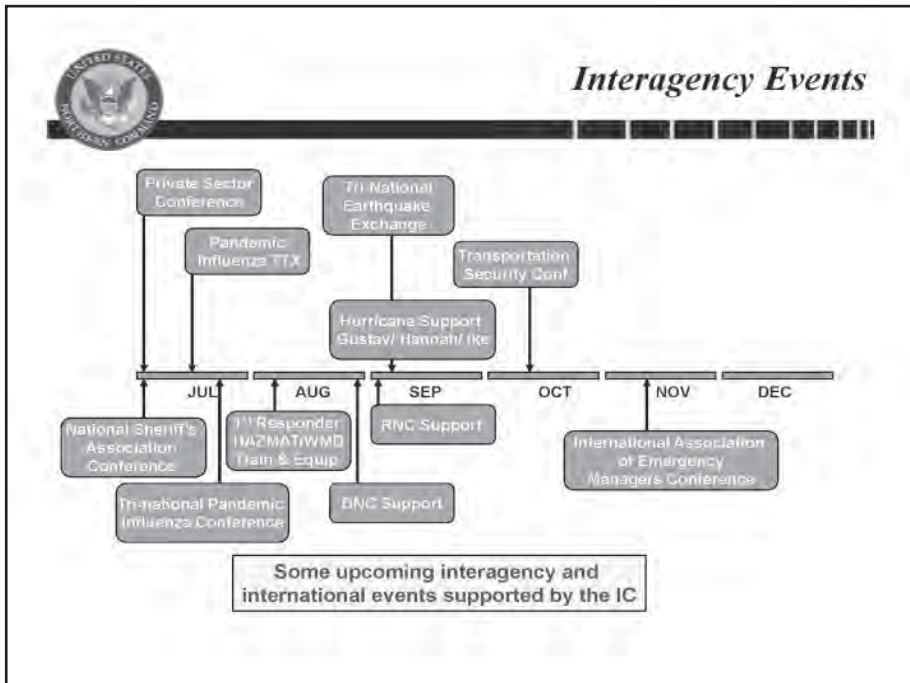 UNITED STATES
NORTHERN COMMAND
Interagency Events
Private Sector
Conference
Tri-National
Earthquake
Exchange
Pandemic
Influenza TTX
Transportation
Security Conf
Hurricane Support
Gustav/ Hannah/ Ike
JUL
AUG
SEP
OCT
NOV
DEC
National Sheriff's
Association
Conference
1st Responder
HAZMAT/WMD
Train & Equip
RNC Support
International Association
of Emergency
Managers Conference
Tri-national Pandemic
Influenza Conference
DNC Support
Some upcoming interagency and
international events supported by the IC